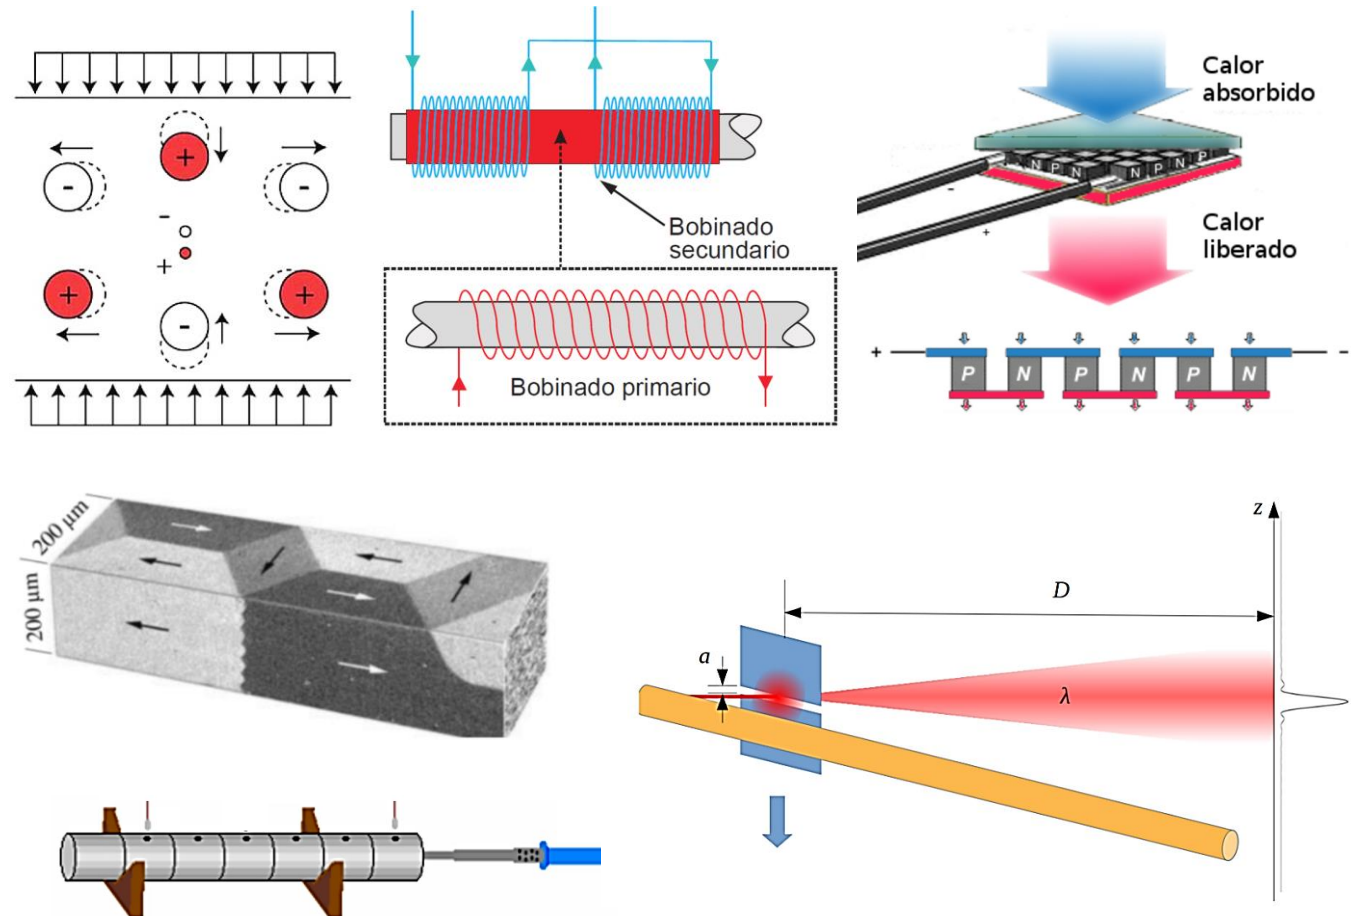 +
-
-
-
+
+
+
-
Bobinado
secundario
Bobinado primario
Calor
absorbido
N P N P N P N
-
+
Calor
liberado
+ P N P N P N -
200 μm
200 μm
z
D
a
λ